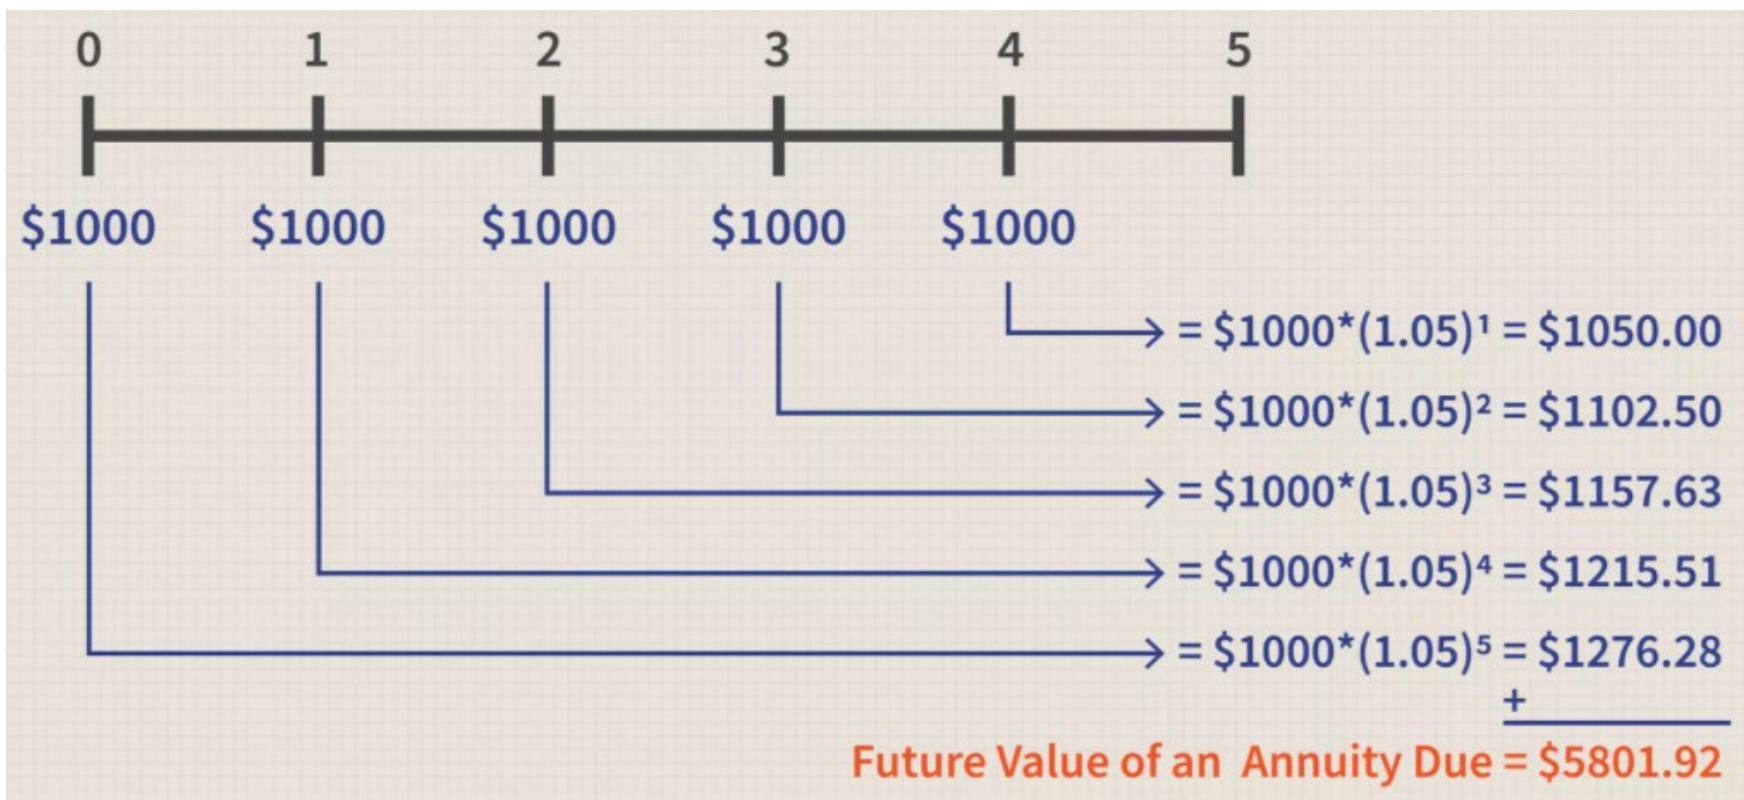 0 1 2 3 4 5
$1000 $1000 $1000 $1000 $1000
= $1000*(1.05)¹ = $1050.00
= $1000*(1.05)² = $1102.50
= $1000*(1.05)³ = $1157.63
= $1000*(1.05)⁴ = $1215.51
= $1000*(1.05)⁵ = $1276.28
+
Future Value of an Annuity Due = $5801.92